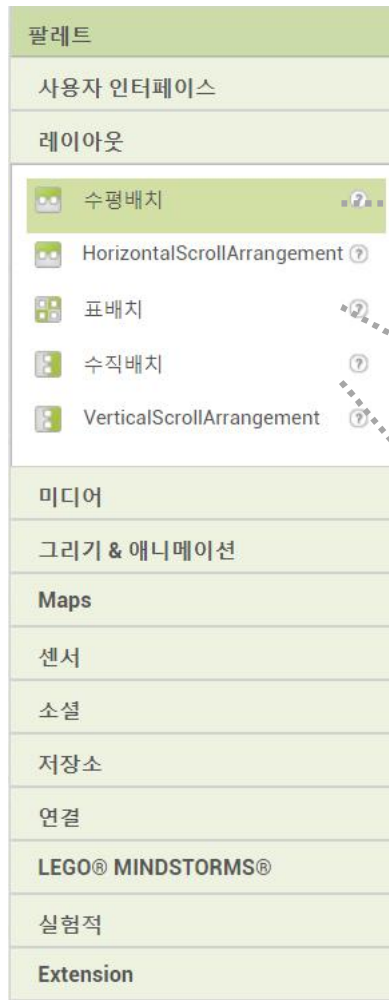 팔레트
사용자 인터페이스
레이아웃
수평배치
HorizontalScrollArrangement
표배치
수직배치
VerticalScrollArrangement
미디어
그리기 & 애니메이션
Maps
센서
소셜
저장소
연결
LEGO® MINDSTORMS®
실험적
Extension